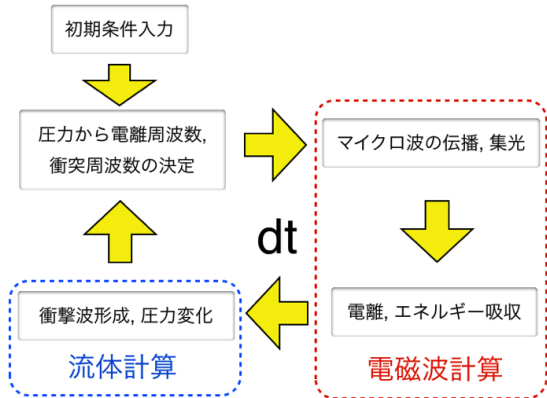 初期条件入力
圧力から電離周波数,
衝突周波数の決定
マイクロ波の伝播, 集光
dt
電離, エネルギー吸収
電磁波計算
衝撃波形成, 圧力変化
流体計算